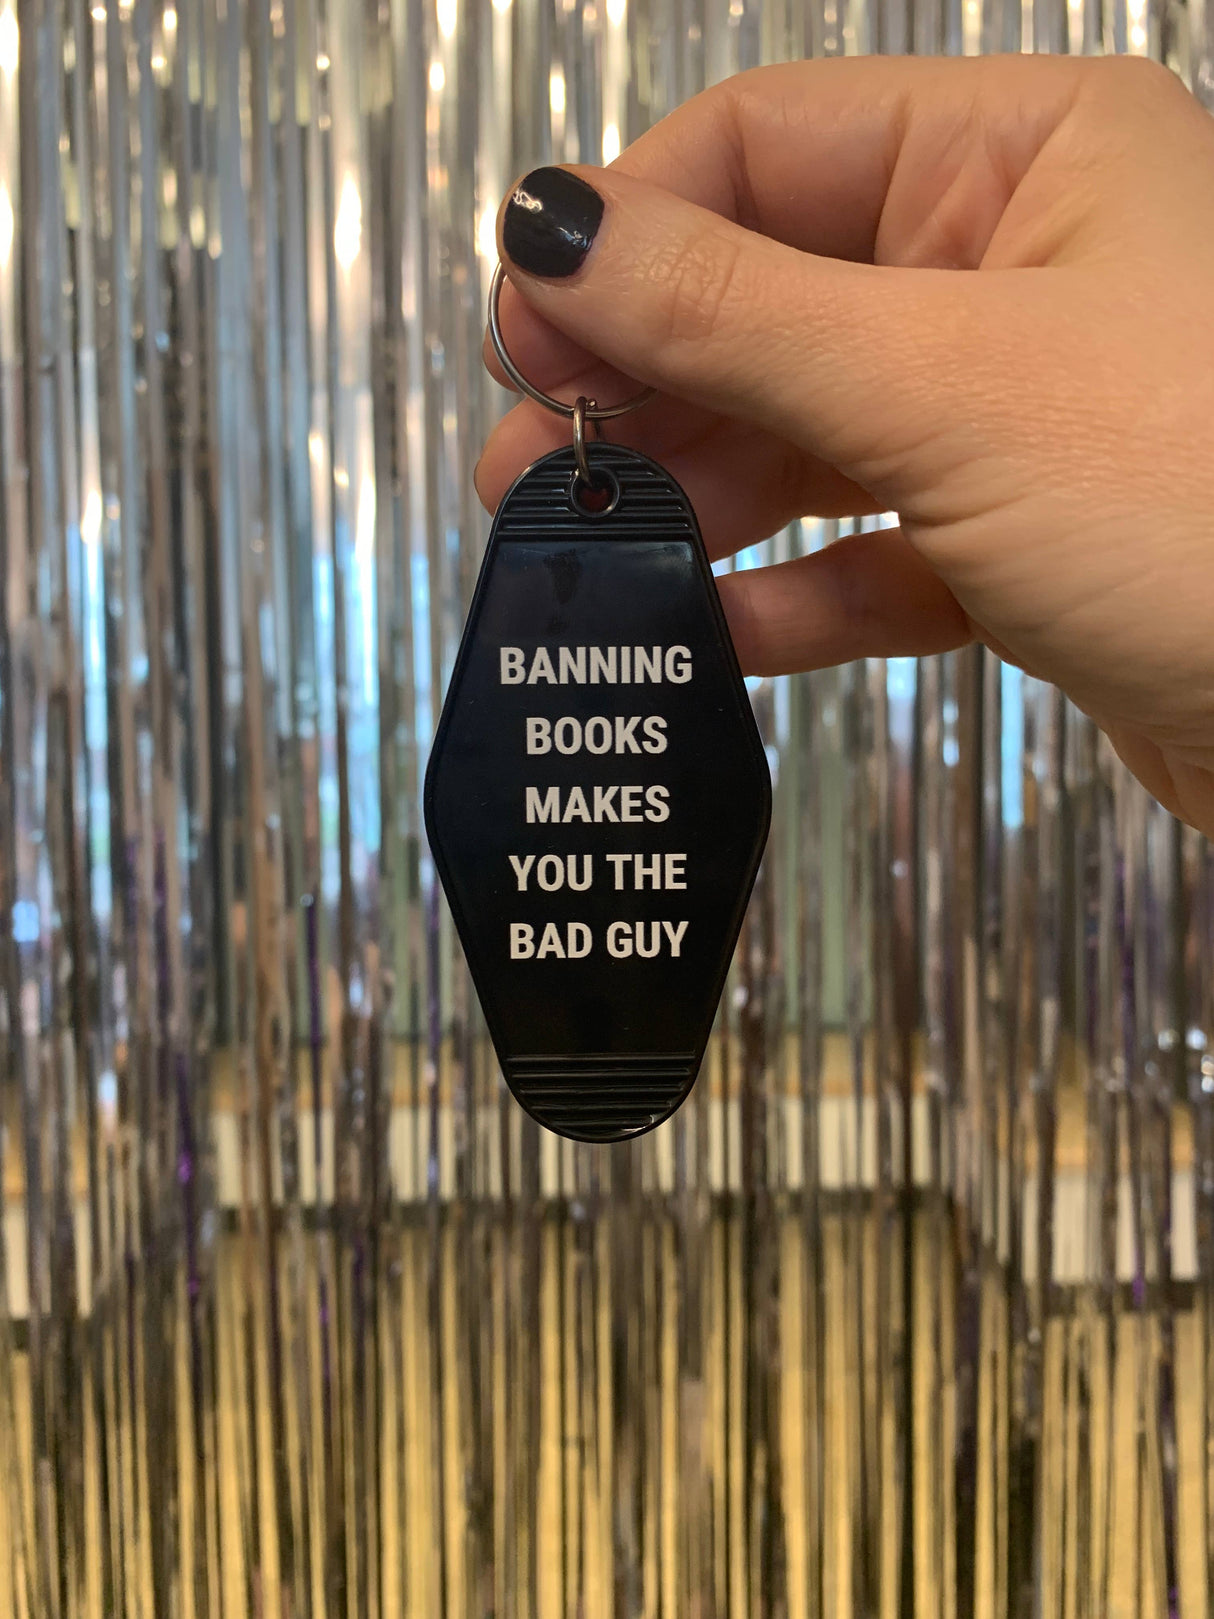 BANNING
BOOKS
MAKES
YOU THE
BAD GUY